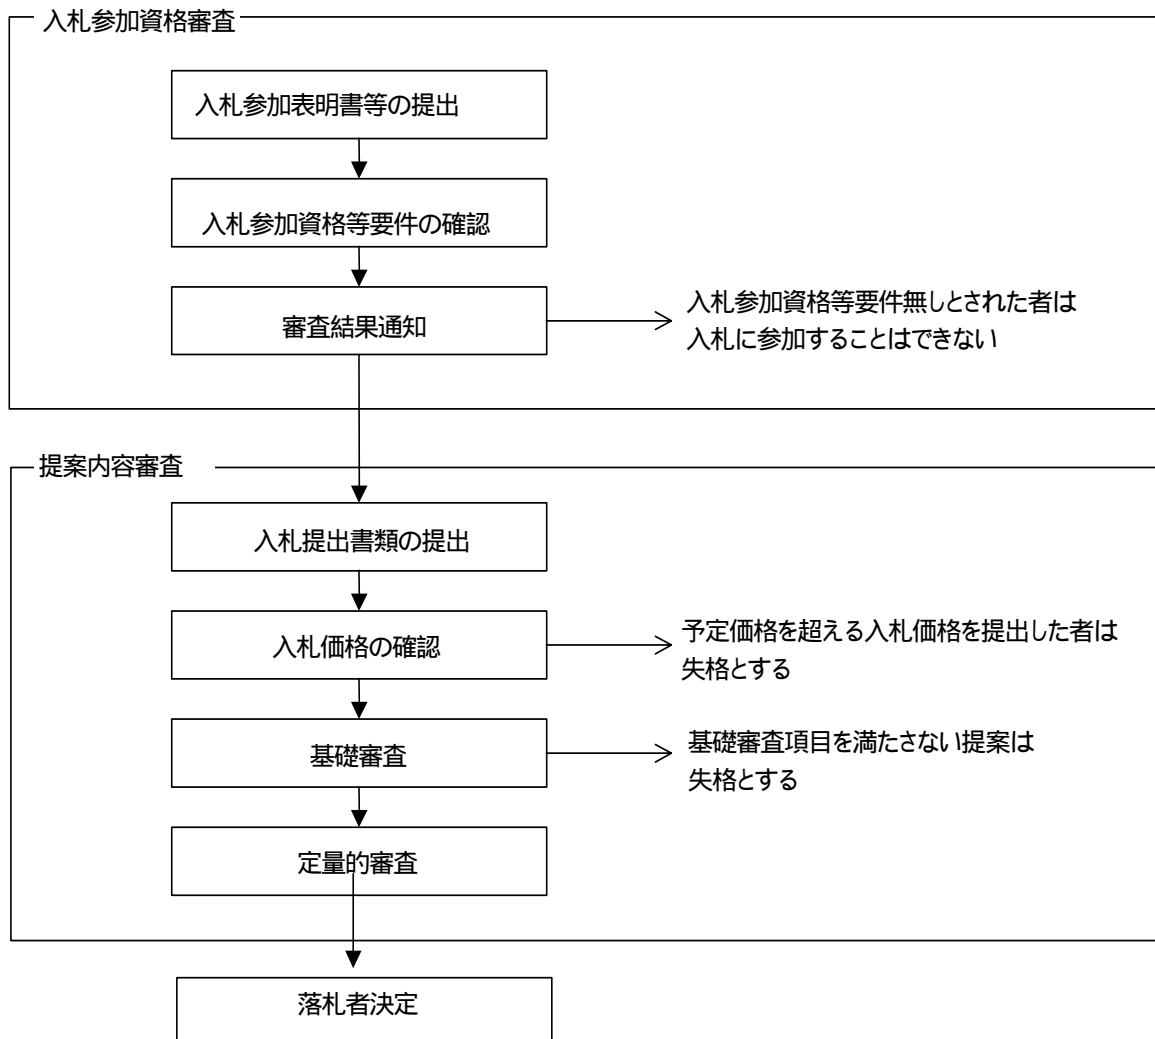 入札参加資格審査
入札参加表明書等の提出
入札参加資格等要件の確認
審査結果通知
入札参加資格等要件無しとされた者は
入札に参加することはできない
提案内容審査
入札提出書類の提出
入札価格の確認
予定価格を超える入札価格を提出した者は
失格とする
基礎審査
基礎審査項目を満たさない提案は
失格とする
定量的審査
落札者決定